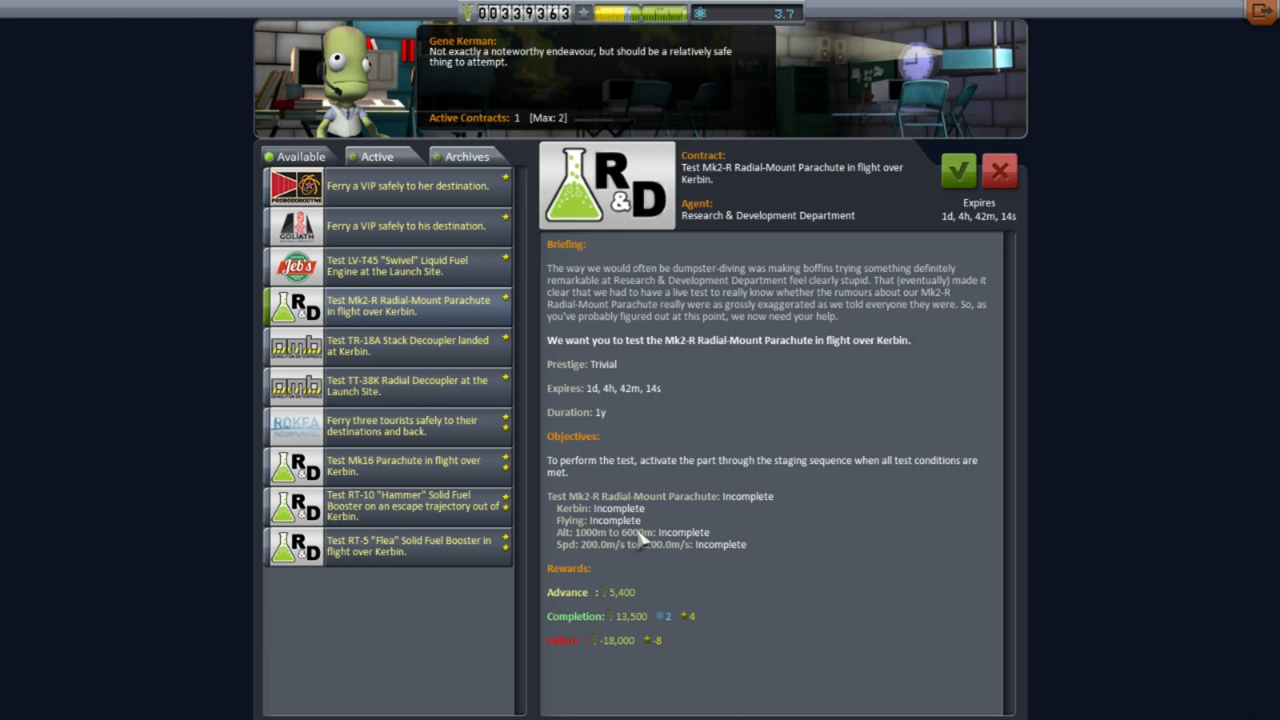 00339363
3.7
Gene Kerman:
Not exactly a noteworthy endeavour, but should be a relatively safe
thing to attempt.
Active Contracts: 1 [Max: 2]
Available
Active
Archives
PROBODOBODYNE
Ferry a VIP safely to her destination.
GOLIATH
Ferry a VIP safely to his destination.
Jeb's
Test LV-T45 "Swivel" Liquid Fuel
Engine at the Launch Site.
R&D
Test Mk2-R Radial-Mount Parachute
in flight over Kerbin.
Test TR-18A Stack Decoupler landed
at Kerbin.
Test TT-38K Radial Decoupler at the
Launch Site.
ROKEA
INCORPORATED
Ferry three tourists safely to their
destinations and back.
R&D
Test Mk16 Parachute in flight over
Kerbin.
R&D
Test RT-10 "Hammer" Solid Fuel
Booster on an escape trajectory out of
Kerbin.
R&D
Test RT-5 "Flea" Solid Fuel Booster in
flight over Kerbin.
R&D
Contract:
Test Mk2-R Radial-Mount Parachute in flight over
Kerbin.
Agent:
Research & Development Department
Expires
1d, 4h, 42m, 14s
Briefing:
The way we would often be dumpster-diving was making boffins trying something definitely
remarkable at Research & Development Department feel clearly stupid. That (eventually) made it
clear that we had to have a live test to really know whether the rumours about our Mk2-R
Radial-Mount Parachute really were as grossly exaggerated as we told everyone they were. So, as
you've probably figured out at this point, we now need your help.
We want you to test the Mk2-R Radial-Mount Parachute in flight over Kerbin.
Prestige: Trivial
Expires: 1d, 4h, 42m, 14s
Duration: 1y
Objectives:
To perform the test, activate the part through the staging sequence when all test conditions are
met.
Test Mk2-R Radial-Mount Parachute: Incomplete
Kerbin: Incomplete
Flying: Incomplete
Alt: 1000m to 6000m: Incomplete
Spd: 200.0m/s to 200.0m/s: Incomplete
Rewards:
Advance : 5,400
Completion: 13,500 2 4
Failure : -18,000 -8